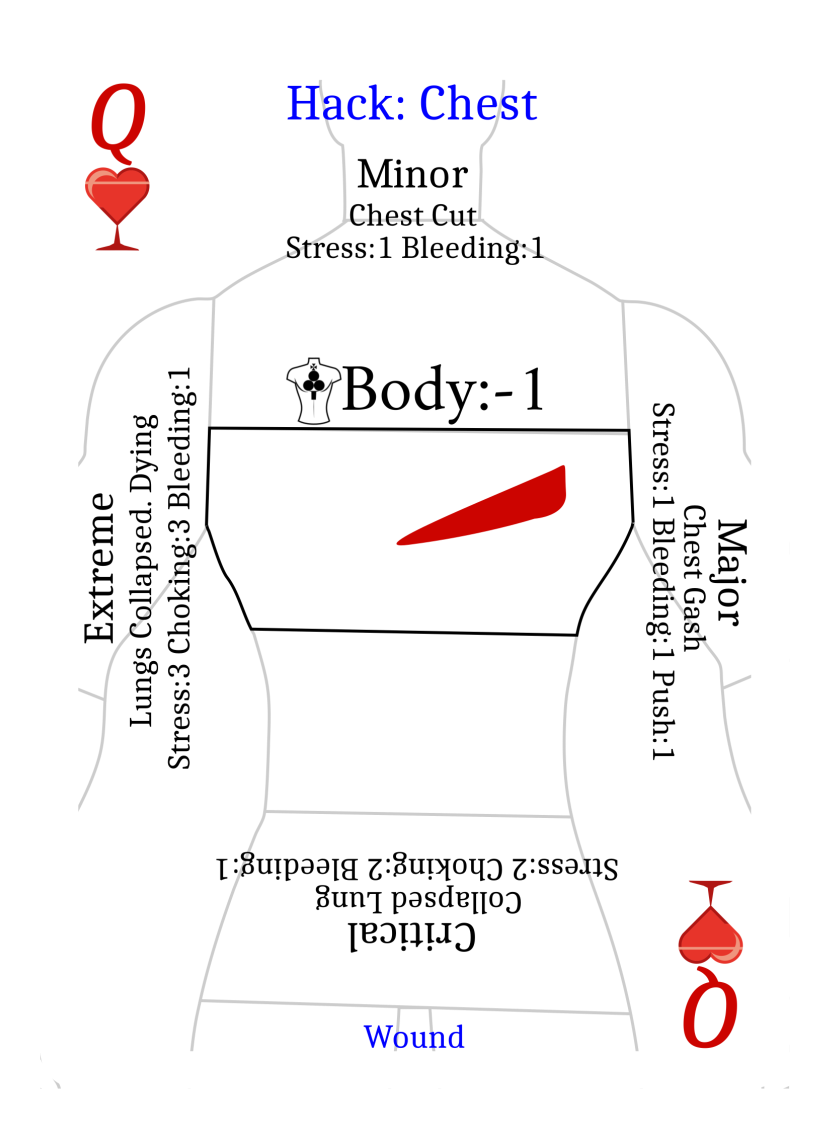 Q
Hack: Chest
Minor
Chest Cut
Stress:1 Bleeding:1
Body:-1
Major
Chest Gash
Stress:1 Bleeding:1 Push:1
Critical
Collapsed Lung
Stress:2 Choking:2 Bleeding:1
Extreme
Lungs Collapsed. Dying
Stress:3 Choking:3 Bleeding:1
Wound
Q